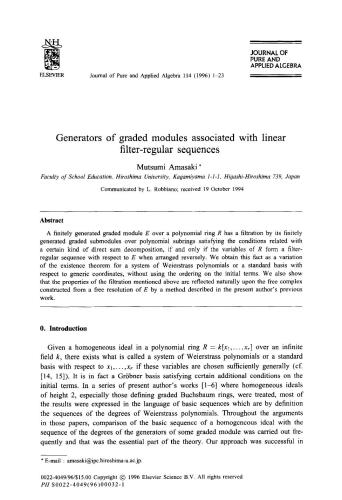 NH
ELSEVIER
Journal of Pure and Applied Algebra 114 (1996) 1-23
JOURNAL OF
PURE AND
APPLIED ALGEBRA
Generators of graded modules associated with linear
filter-regular sequences
Mutsumi Amasaki*
Faculty of School Education, Hiroshima University, Kagamiyama 1-1-1, Higashi-Hiroshima 739, Japan
Communicated by L. Robbiano; received 19 October 1994
Abstract
A finitely generated graded module E over a polynomial ring R has a filtration by its finitely
generated graded submodules over polynomial subrings satisfying the conditions related with
a certain kind of direct sum decomposition, if and only if the variables of R form a filter-
regular sequence with respect to E when arranged reversely. We obtain this fact as a variation
of the existence theorem for a system of Weierstrass polynomials or a standard basis with
respect to generic coordinates, without using the ordering on the initial terms. We also show
that the properties of the filtration mentioned above are reflected naturally upon the free complex
constructed from a free resolution of E by a method described in the present author's previous
work.
0. Introduction
Given a homogeneous ideal in a polynomial ring R = k[x₁,...,xᵣ] over an infinite
field k, there exists what is called a system of Weierstrass polynomials or a standard
basis with respect to x₁,...,xᵣ if these variables are chosen sufficiently generally (cf.
[14, 15]). It is in fact a Gröbner basis satisfying certain additional conditions on the
initial terms. In a series of present author's works [1-6] where homogeneous ideals
of height 2, especially those defining graded Buchsbaum rings, were treated, most of
the results were expressed in the language of basic sequences which are by definition
the sequences of the degrees of Weierstrass polynomials. Throughout the arguments
in those papers, comparison of the basic sequence of a homogeneous ideal with the
sequence of the degrees of the generators of some graded module was carried out fre-
quently and that was the essential part of the theory. Our approach was successful in
* E-mail : amasaki@ipc.hiroshima-u.ac.jp.
0022-4049/96/$15.00 Copyright © 1996 Elsevier Science B.V. All rights reserved
PII S0022-4049(96)00032-1